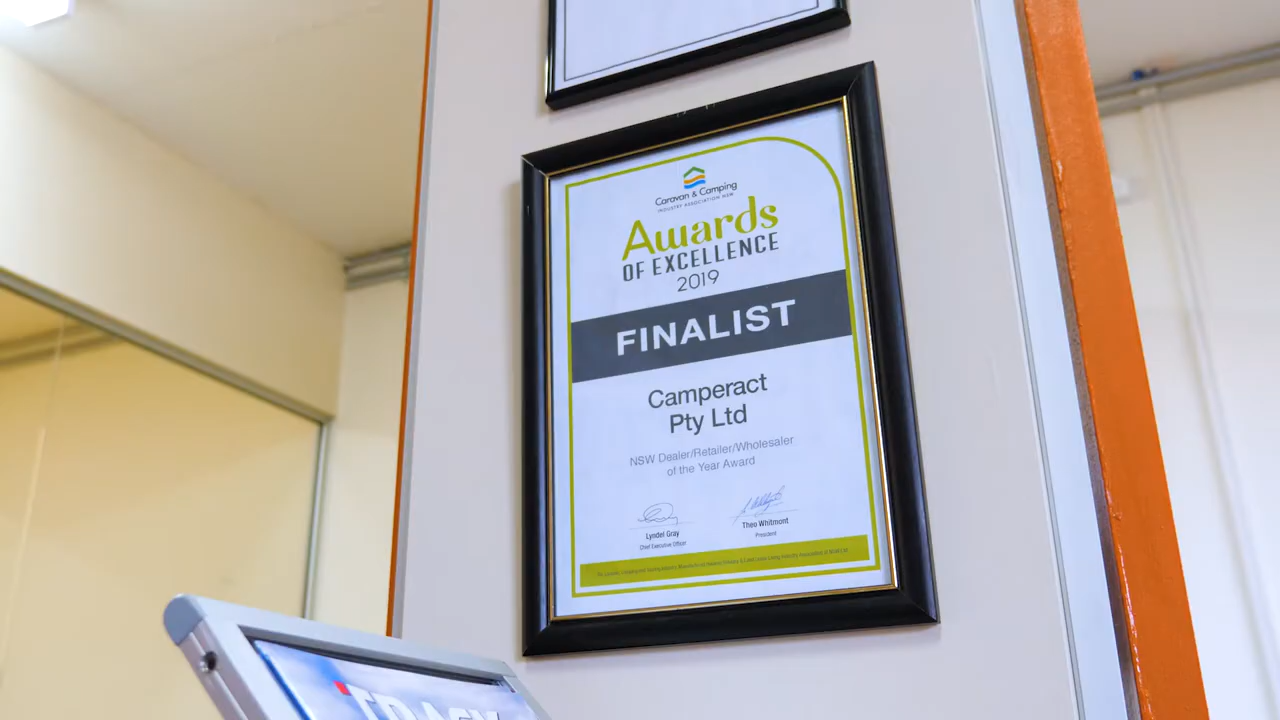 Caravan & Camping
INDUSTRY ASSOCIATION NSW
Awards
OF EXCELLENCE
2019
FINALIST
Camperact
Pty Ltd
NSW Dealer/Retailer/Wholesaler
of the Year Award
Lyndel Gray
Chief Executive Officer
Theo Whitmont
President
TRACK